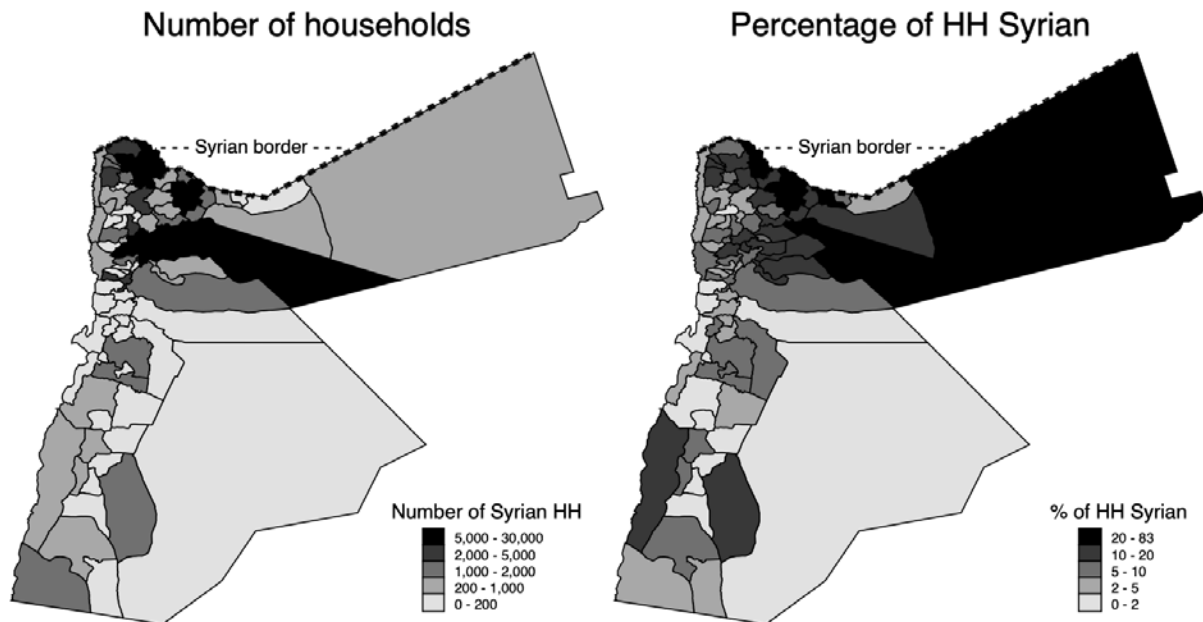 Number of households
Percentage of HH Syrian
Syrian border
Syrian border
Number of Syrian HH
5,000 - 30,000
2,000 - 5,000
1,000 - 2,000
200 - 1,000
0 - 200
% of HH Syrian
20 - 83
10 - 20
5 - 10
2 - 5
0 - 2